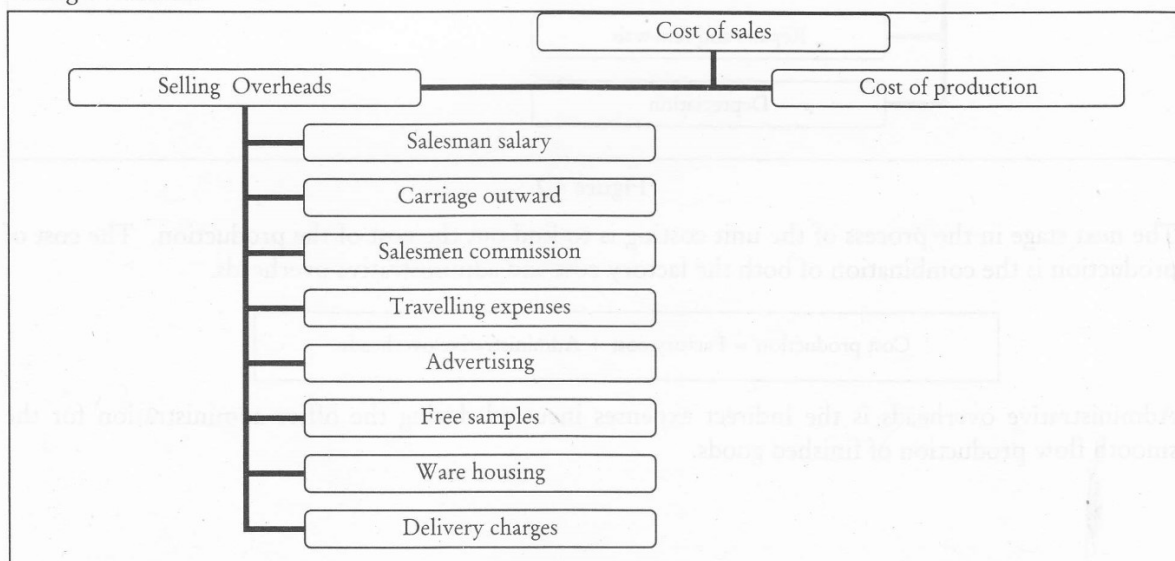 Cost of sales
Selling Overheads
Cost of production
Salesman salary
Carriage outward
Salesmen commission
Travelling expenses
Advertising
Free samples
Ware housing
Delivery charges